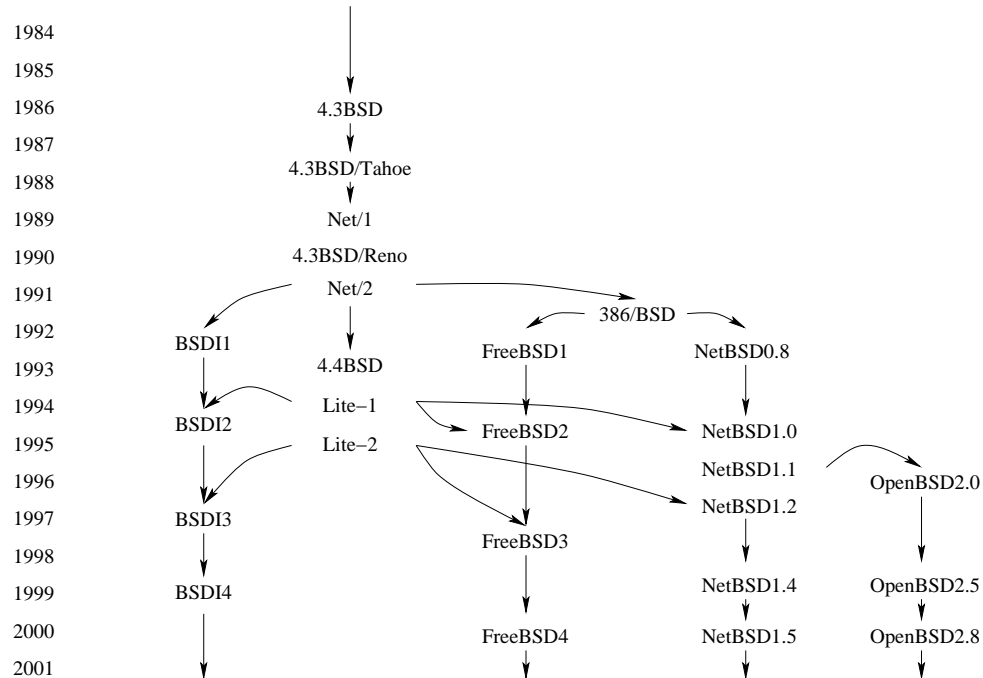 1984
1985
1986
4.3BSD
1987
4.3BSD/Tahoe
1988
1989
Net/1
1990
4.3BSD/Reno
1991
Net/2
386/BSD
1992
BSDI1
FreeBSD1
NetBSD0.8
1993
4.4BSD
1994
Lite−1
BSDI2
FreeBSD2
NetBSD1.0
1995
Lite−2
NetBSD1.1
1996
OpenBSD2.0
NetBSD1.2
1997
BSDI3
FreeBSD3
1998
1999
BSDI4
NetBSD1.4
OpenBSD2.5
2000
FreeBSD4
NetBSD1.5
OpenBSD2.8
2001